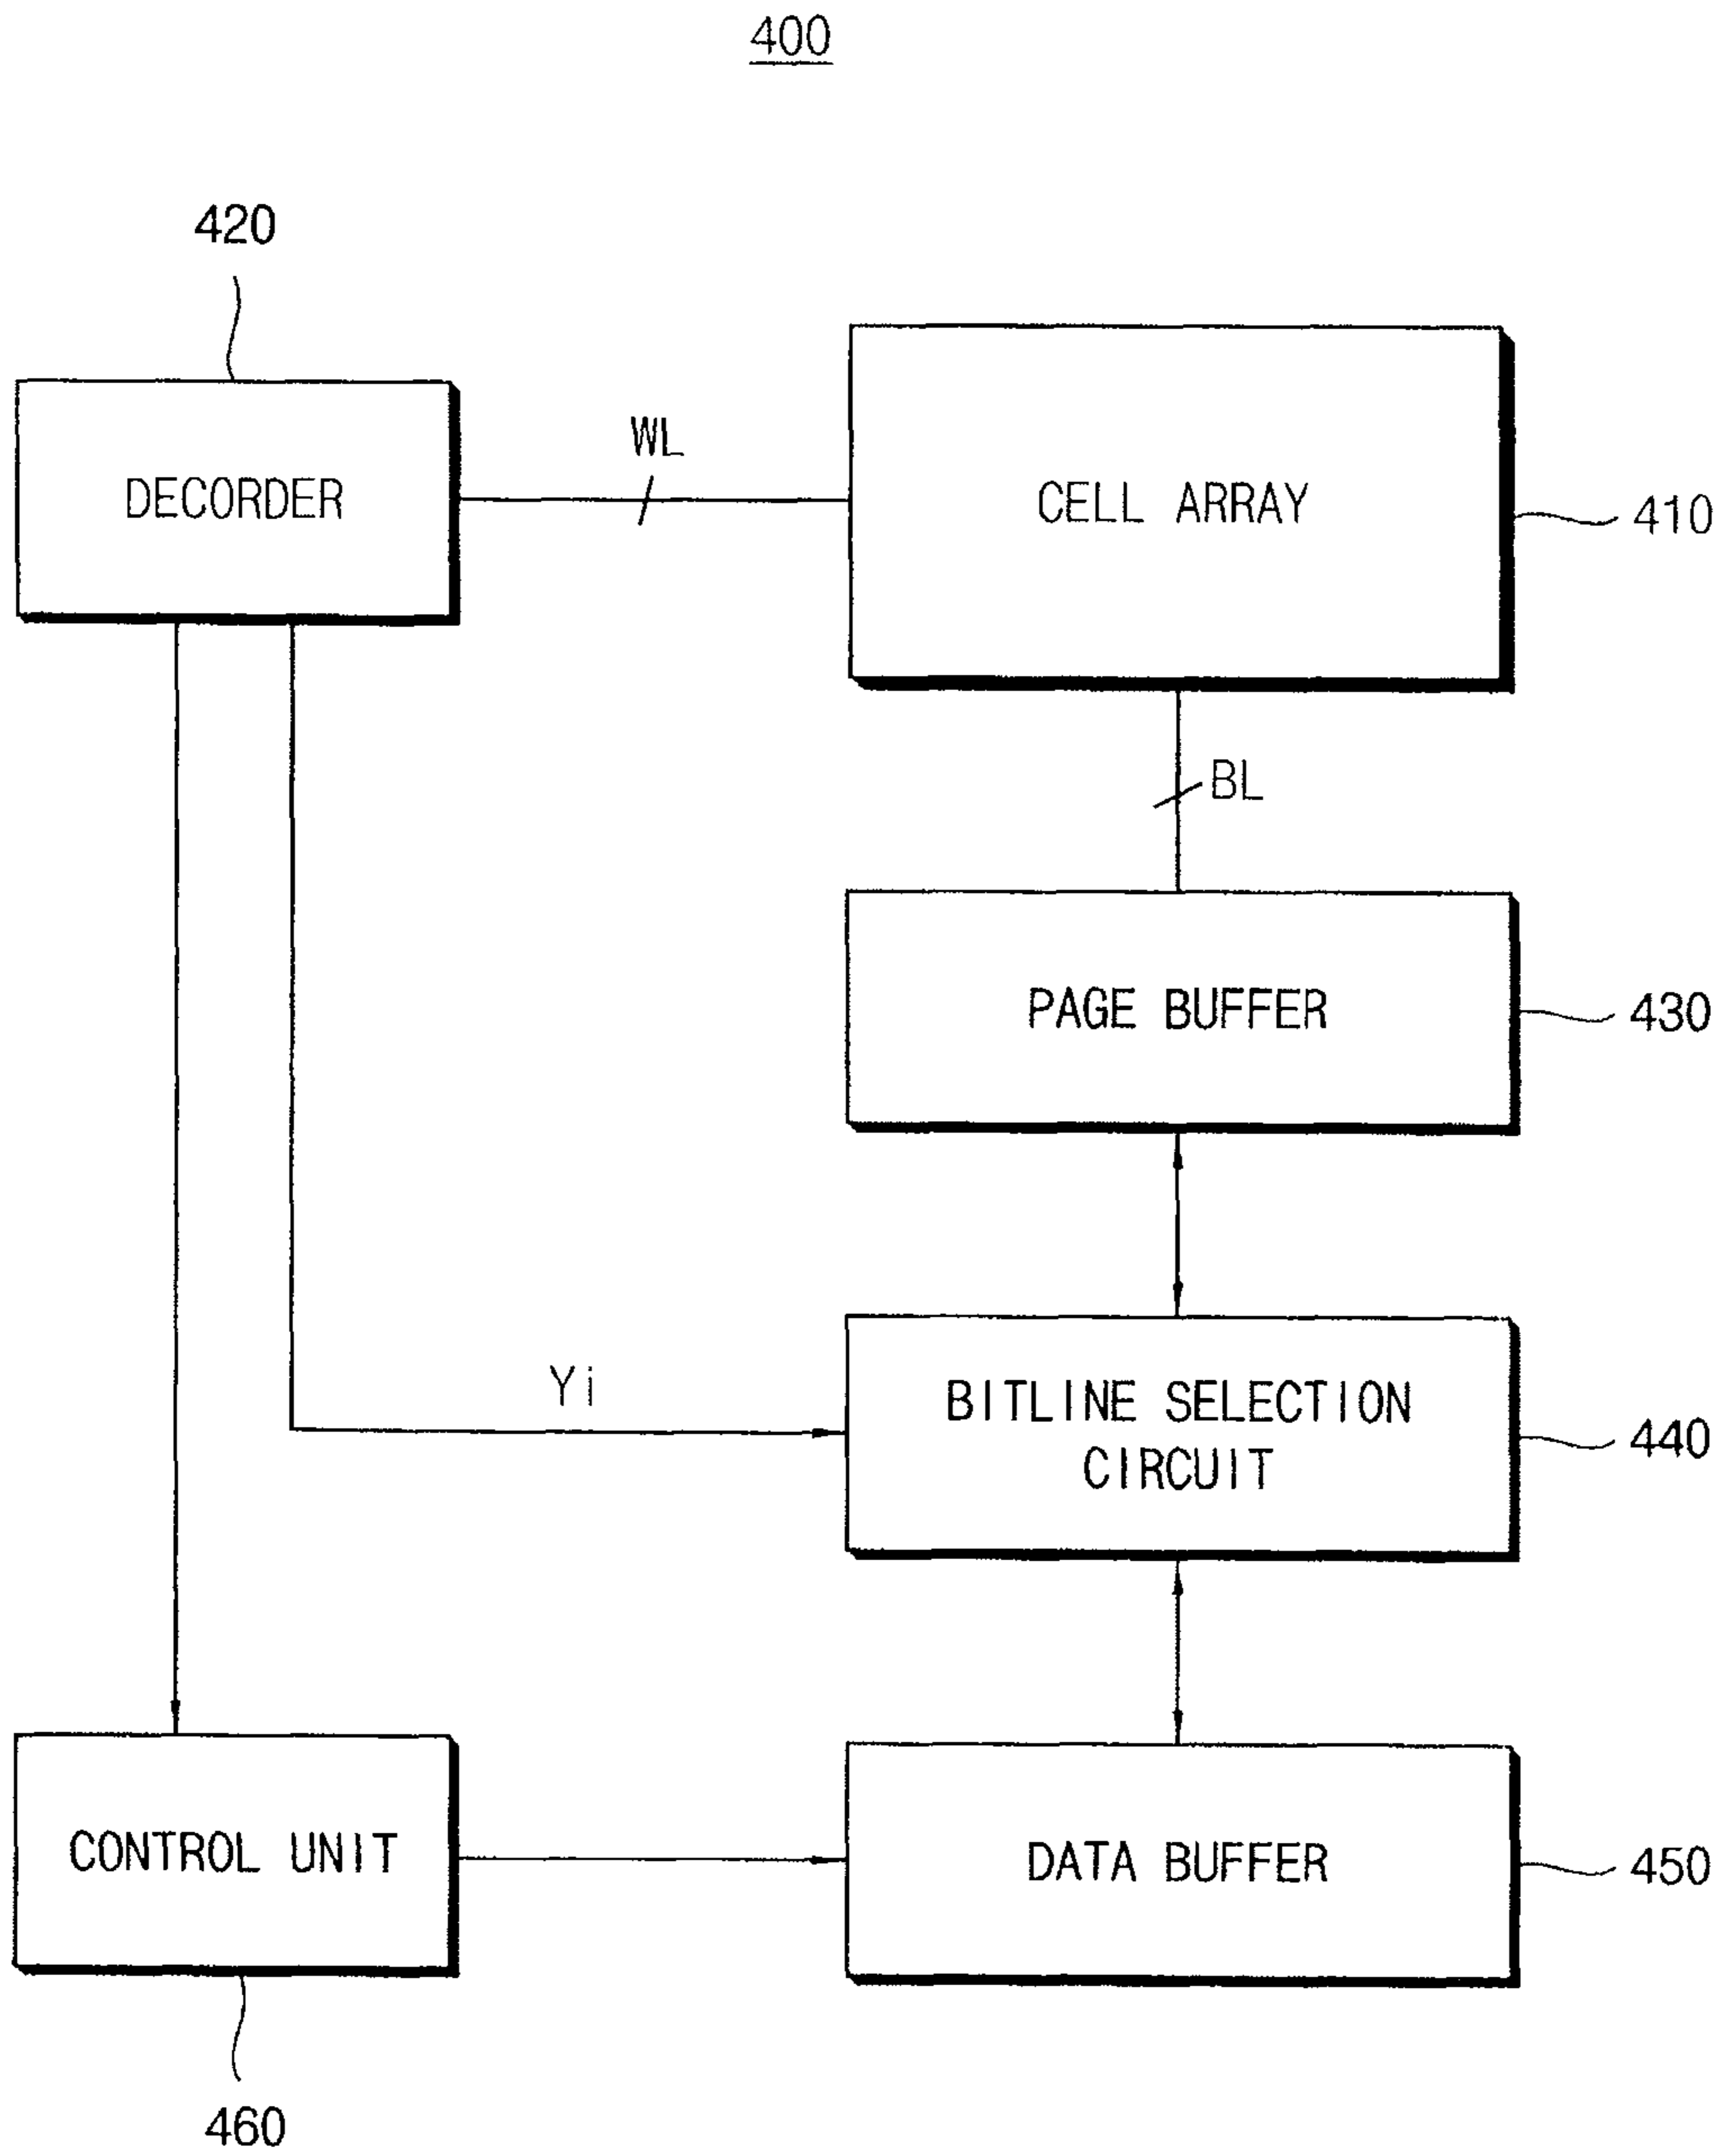 400
420
DECORDER
WL
CELL ARRAY
410
BL
PAGE BUFFER
430
Yi
BITLINE SELECTION
CIRCUIT
440
CONTROL UNIT
DATA BUFFER
450
460